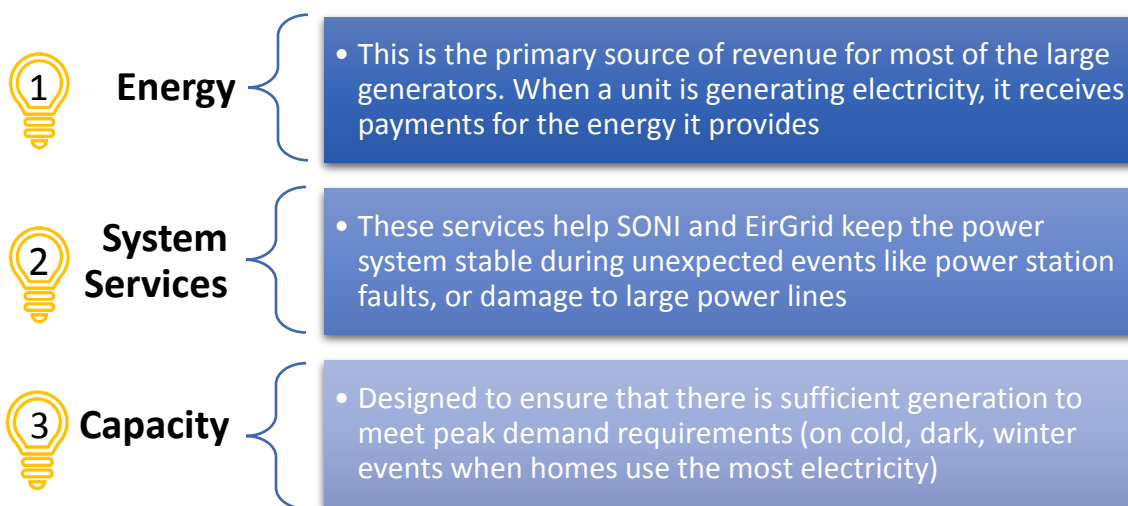 1
Energy
• This is the primary source of revenue for most of the large
generators. When a unit is generating electricity, it receives
payments for the energy it provides
2
System
Services
• These services help SONI and EirGrid keep the power
system stable during unexpected events like power station
faults, or damage to large power lines
3
Capacity
• Designed to ensure that there is sufficient generation to
meet peak demand requirements (on cold, dark, winter
events when homes use the most electricity)